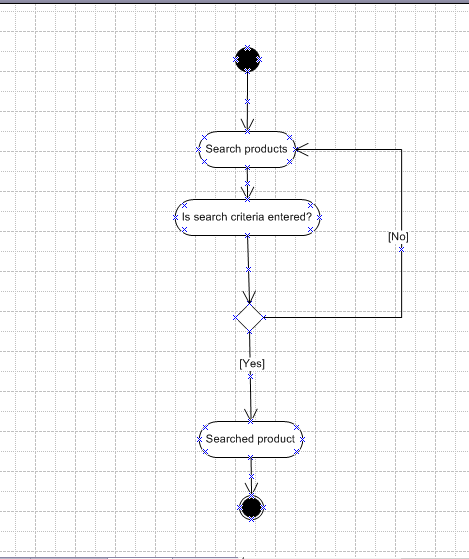 Search products
Is search criteria entered?
[No]
[Yes]
Searched product